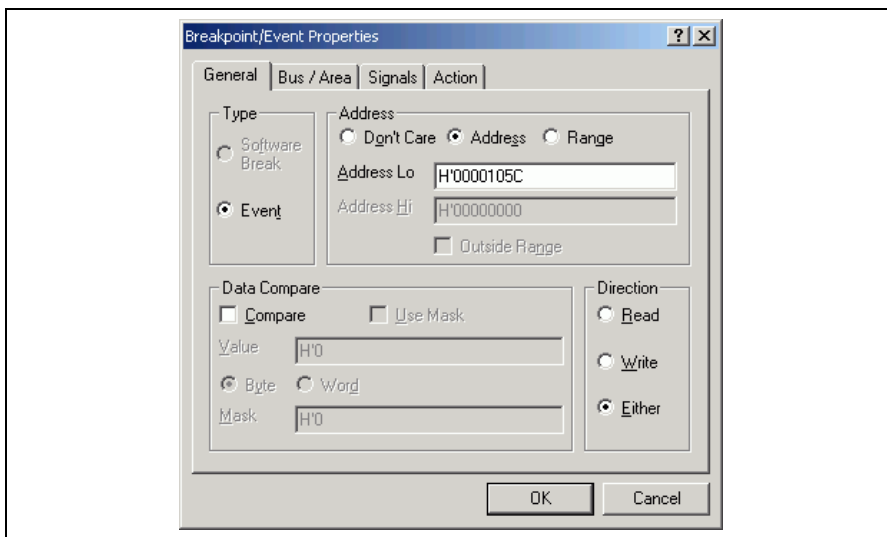 Breakpoint/Event Properties
General Bus / Area Signals Action
Type
Software Break
Event
Address
Don't Care Address Range
Address Lo H'0000105C
Address Hi H'00000000
Outside Range
Data Compare
Compare Use Mask
Value H'0
Byte Word
Mask H'0
Direction
Read
Write
Either
OK Cancel